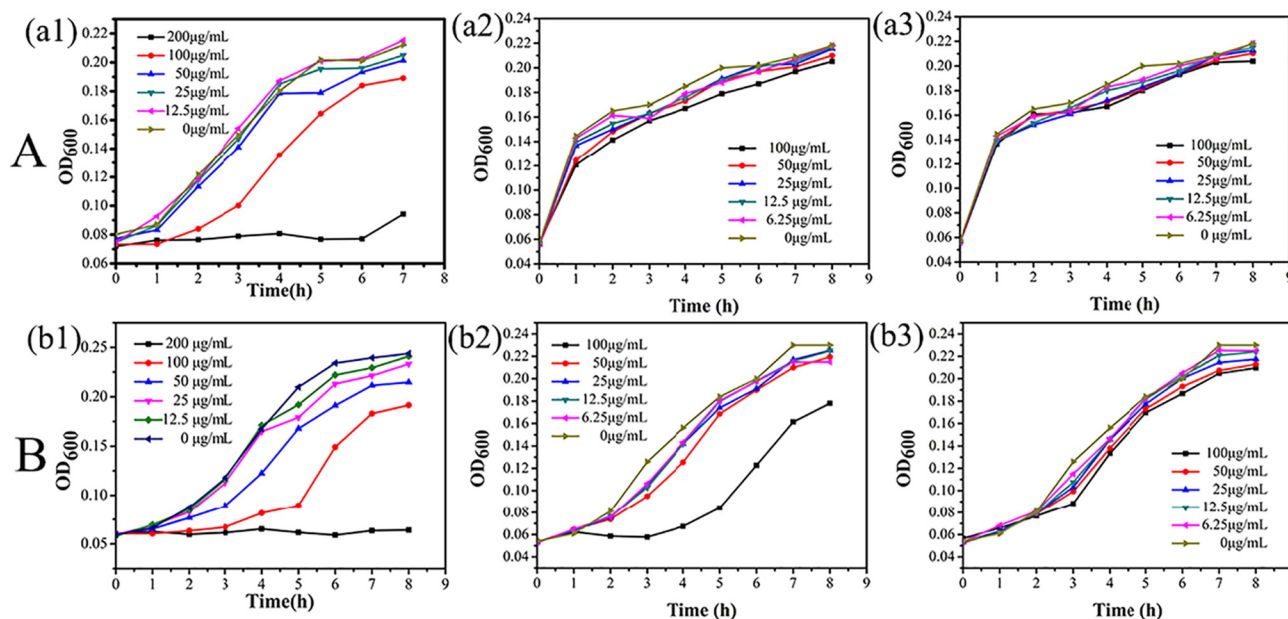 A
(a1)
200µg/mL
100µg/mL
50µg/mL
25µg/mL
12.5µg/mL
0µg/mL
OD600
0.22
0.20
0.18
0.16
0.14
0.12
0.10
0.08
0.06
0 1 2 3 4 5 6 7 8
Time(h)
(a2)
100µg/mL
50µg/mL
25µg/mL
12.5 µg/mL
6.25µg/mL
0µg/mL
OD600
0.24
0.22
0.20
0.18
0.16
0.14
0.12
0.10
0.08
0.06
0.04
0 1 2 3 4 5 6 7 8 9
Time (h)
(a3)
100µg/mL
50µg/mL
25µg/mL
12.5µg/mL
6.25µg/mL
0 µg/mL
OD600
0.24
0.22
0.20
0.18
0.16
0.14
0.12
0.10
0.08
0.06
0.04
0 1 2 3 4 5 6 7 8 9
Time (h)
B
(b1)
200 µg/mL
100 µg/mL
50 µg/mL
25 µg/mL
12.5 µg/mL
0 µg/mL
OD600
0.25
0.20
0.15
0.10
0.05
0 1 2 3 4 5 6 7 8 9
Time(h)
(b2)
100µg/mL
50µg/mL
25µg/mL
12.5µg/mL
6.25µg/mL
0µg/mL
OD600
0.24
0.22
0.20
0.18
0.16
0.14
0.12
0.10
0.08
0.06
0.04
0 1 2 3 4 5 6 7 8 9
Time (h)
(b3)
100µg/mL
50µg/mL
25µg/mL
12.5µg/mL
6.25µg/mL
0µg/mL
OD600
0.24
0.22
0.20
0.18
0.16
0.14
0.12
0.10
0.08
0.06
0.04
0 1 2 3 4 5 6 7 8 9
Time (h)